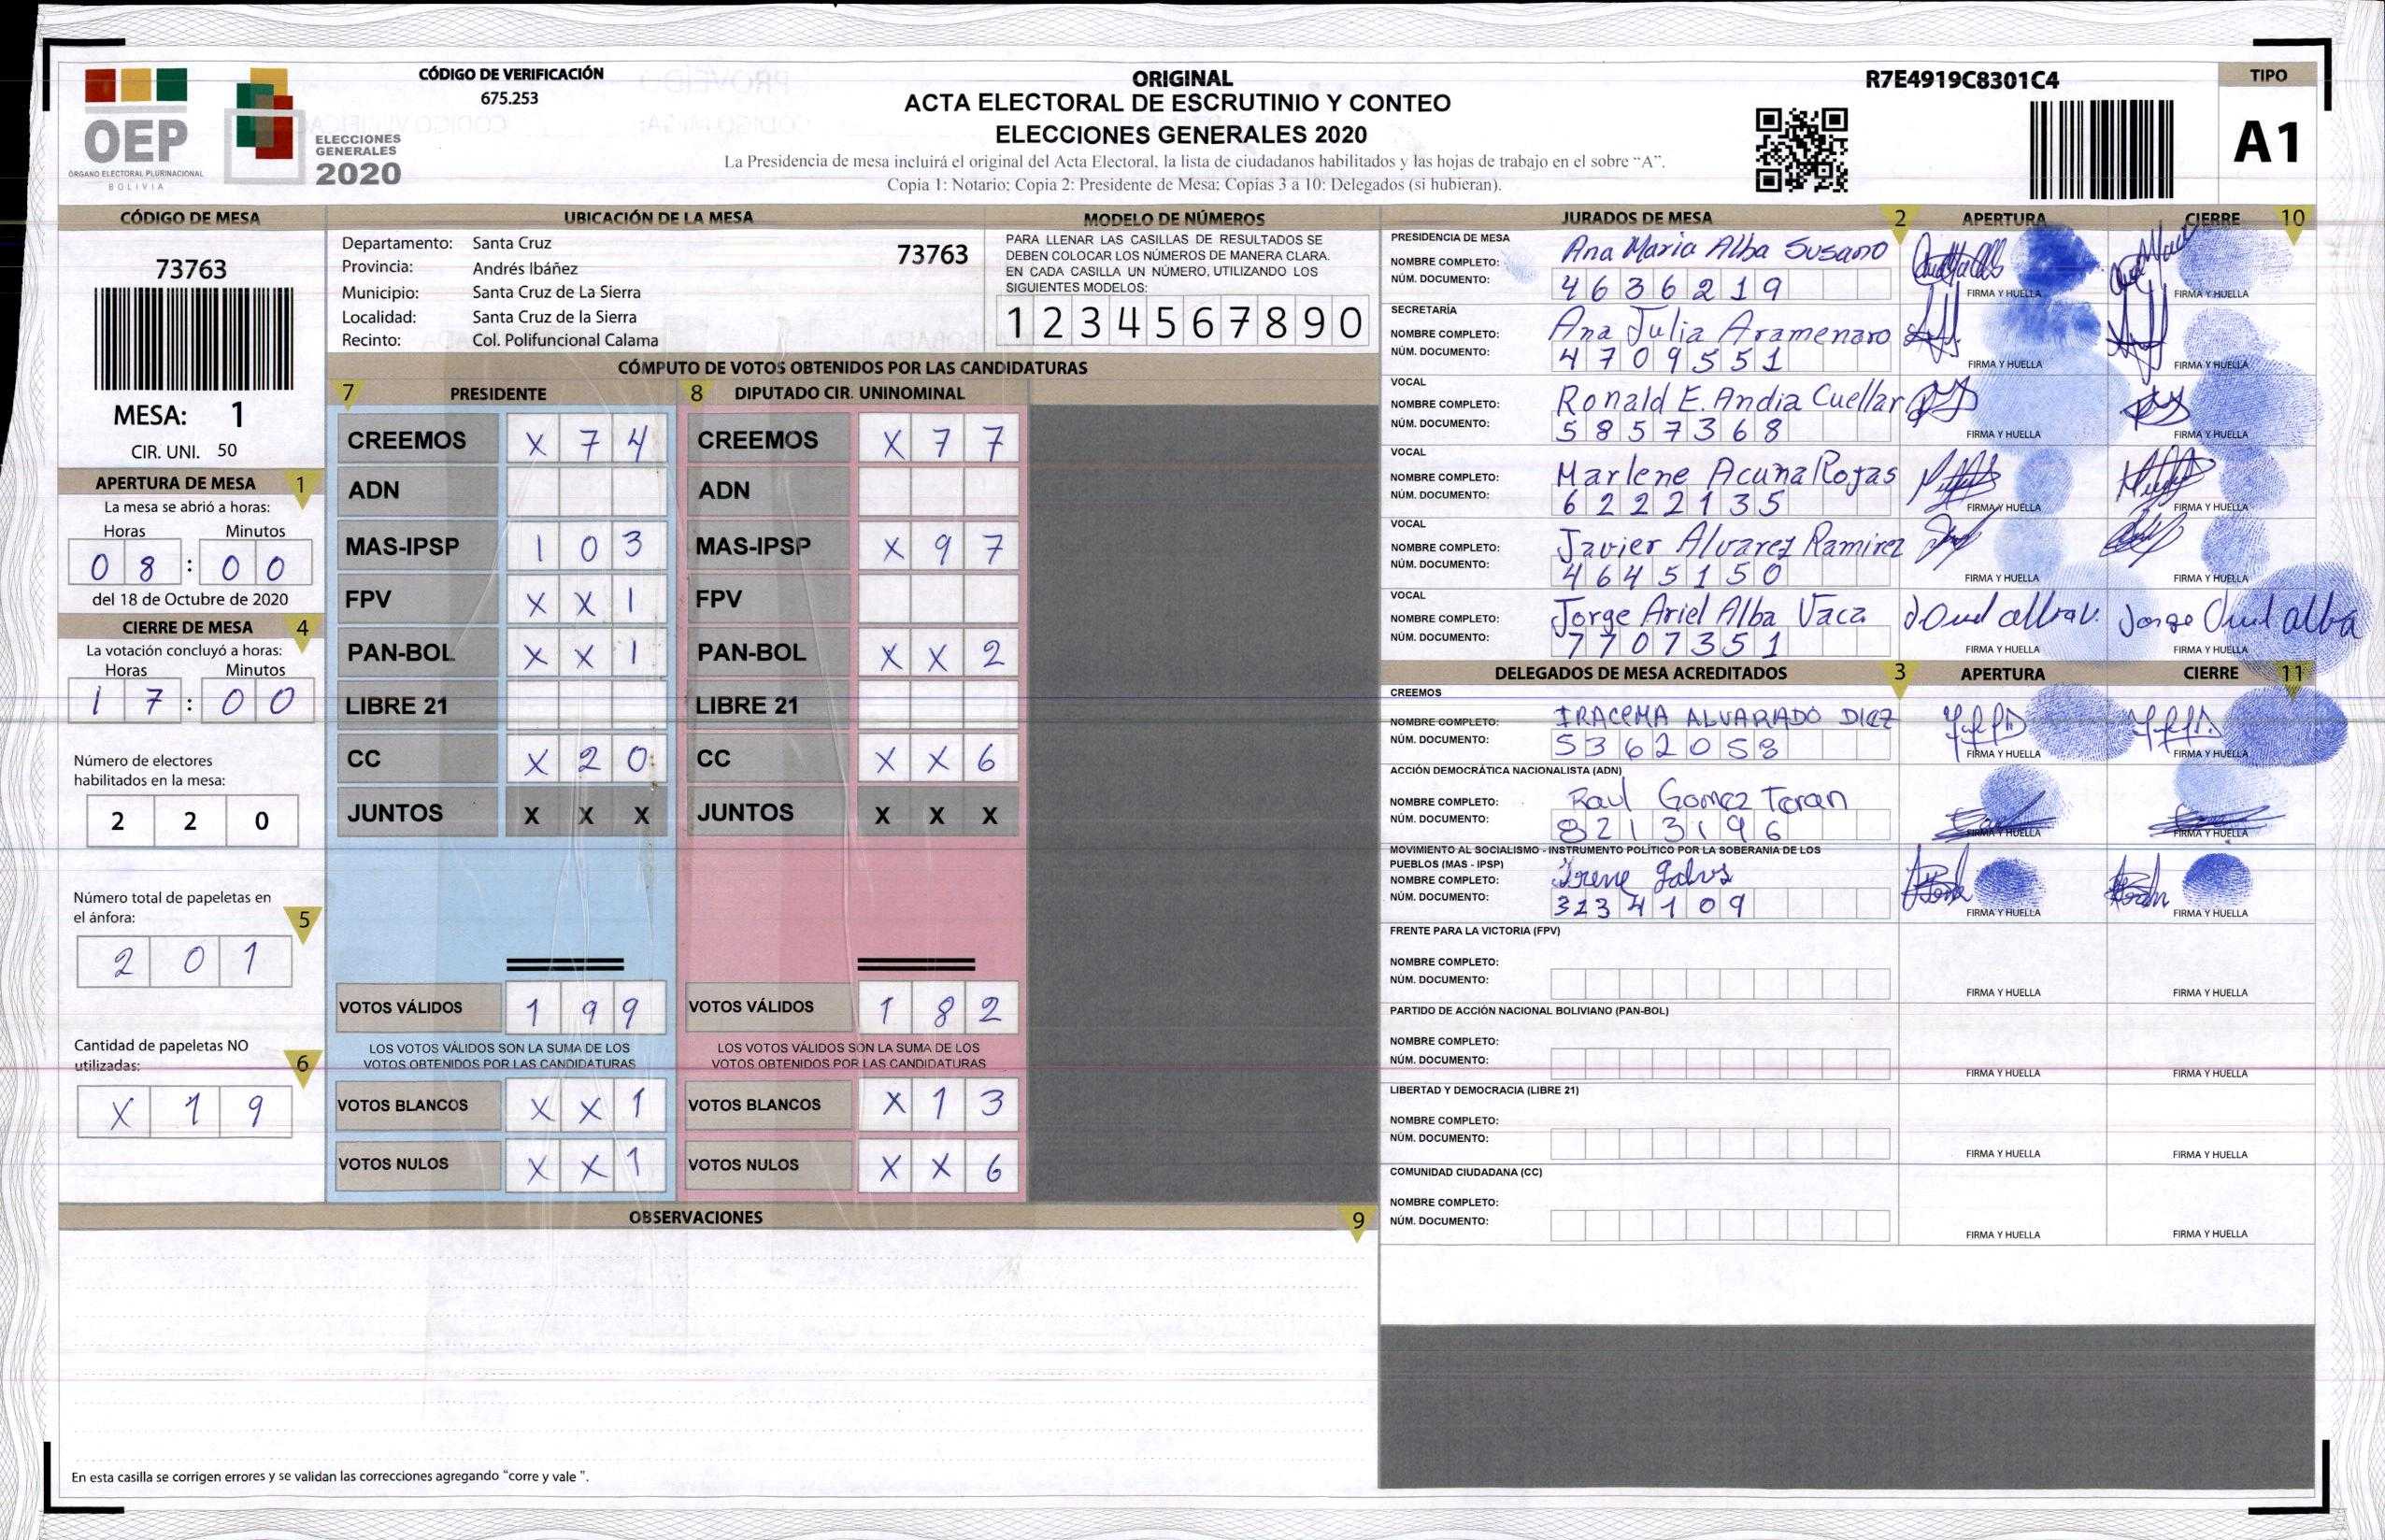 CÓDIGO DE VERIFICACIÓN
675.253
OEP
ÓRGANO ELECTORAL PLURINACIONAL
BOLIVIA
ELECCIONES
GENERALES
2020
ORIGINAL
ACTA ELECTORAL DE ESCRUTINIO Y CONTEO
ELECCIONES GENERALES 2020
La Presidencia de mesa incluirá el original del Acta Electoral, la lista de ciudadanos habilitados y las hojas de trabajo en el sobre “A”.
Copia 1: Notario; Copia 2: Presidente de Mesa; Copias 3 a 10: Delegados (si hubieran).
R7E4919C8301C4
TIPO
A1
CÓDIGO DE MESA
73763
MESA: 1
CIR. UNI. 50
APERTURA DE MESA 1
La mesa se abrió a horas:
Horas Minutos
08 : 00
del 18 de Octubre de 2020
CIERRE DE MESA 4
La votación concluyó a horas:
Horas Minutos
17 : 00
Número de electores
habilitados en la mesa:
2 2 0
Número total de papeletas en
el ánfora: 5
2 0 1
Cantidad de papeletas NO
utilizadas: 6
X 1 9
UBICACIÓN DE LA MESA
Departamento: Santa Cruz 73763
Provincia: Andrés Ibáñez
Municipio: Santa Cruz de La Sierra
Localidad: Santa Cruz de la Sierra
Recinto: Col. Polifuncional Calama
MODELO DE NÚMEROS
PARA LLENAR LAS CASILLAS DE RESULTADOS SE
DEBEN COLOCAR LOS NÚMEROS DE MANERA CLARA.
EN CADA CASILLA UN NÚMERO, UTILIZANDO LOS
SIGUIENTES MODELOS:
1 2 3 4 5 6 7 8 9 0
CÓMPUTO DE VOTOS OBTENIDOS POR LAS CANDIDATURAS
7 PRESIDENTE 8 DIPUTADO CIR. UNINOMINAL
CREEMOS X 7 4 CREEMOS X 7 7
ADN ADN
MAS-IPSP 1 0 3 MAS-IPSP X 9 7
FPV X X 1 FPV
PAN-BOL X X 1 PAN-BOL X X 2
LIBRE 21 LIBRE 21
CC X 2 0 CC X X 6
JUNTOS X X X JUNTOS X X X
VOTOS VÁLIDOS 1 9 9 VOTOS VÁLIDOS 1 8 2
LOS VOTOS VÁLIDOS SON LA SUMA DE LOS LOS VOTOS VÁLIDOS SON LA SUMA DE LOS
VOTOS OBTENIDOS POR LAS CANDIDATURAS VOTOS OBTENIDOS POR LAS CANDIDATURAS
VOTOS BLANCOS X X 1 VOTOS BLANCOS X 1 3
VOTOS NULOS X X 1 VOTOS NULOS X X 6
OBSERVACIONES 9
En esta casilla se corrigen errores y se validan las correcciones agregando “corre y vale ”.
JURADOS DE MESA 2 APERTURA CIERRE 10
PRESIDENCIA DE MESA
NOMBRE COMPLETO: Ana Maria Alba Susano
NÚM. DOCUMENTO: 4636219 FIRMA Y HUELLA FIRMA Y HUELLA
SECRETARÍA
NOMBRE COMPLETO: Ana Julia Aramenaro
NÚM. DOCUMENTO: 4709551 FIRMA Y HUELLA FIRMA Y HUELLA
VOCAL
NOMBRE COMPLETO: Ronald E. Andia Cuellar
NÚM. DOCUMENTO: 5857368 FIRMA Y HUELLA FIRMA Y HUELLA
VOCAL
NOMBRE COMPLETO: Marlene Acuña Rojas
NÚM. DOCUMENTO: 6222135 FIRMA Y HUELLA FIRMA Y HUELLA
VOCAL
NOMBRE COMPLETO: Javier Alvarez Ramirez
NÚM. DOCUMENTO: 4645150 FIRMA Y HUELLA FIRMA Y HUELLA
VOCAL
NOMBRE COMPLETO: Jorge Ariel Alba Vaca
NÚM. DOCUMENTO: 7707351 FIRMA Y HUELLA FIRMA Y HUELLA
DELEGADOS DE MESA ACREDITADOS 3 APERTURA CIERRE 11
CREEMOS
NOMBRE COMPLETO: IRACEMA ALVARADO DIEZ
NÚM. DOCUMENTO: 5362058 FIRMA Y HUELLA FIRMA Y HUELLA
ACCIÓN DEMOCRÁTICA NACIONALISTA (ADN)
NOMBRE COMPLETO: Raul Gomez Teran
NÚM. DOCUMENTO: 8213196 FIRMA Y HUELLA FIRMA Y HUELLA
MOVIMIENTO AL SOCIALISMO - INSTRUMENTO POLÍTICO POR LA SOBERANIA DE LOS
PUEBLOS (MAS - IPSP)
NOMBRE COMPLETO: Irene
NÚM. DOCUMENTO: 3234109 FIRMA Y HUELLA FIRMA Y HUELLA
FRENTE PARA LA VICTORIA (FPV)
NOMBRE COMPLETO:
NÚM. DOCUMENTO: FIRMA Y HUELLA FIRMA Y HUELLA
PARTIDO DE ACCIÓN NACIONAL BOLIVIANO (PAN-BOL)
NOMBRE COMPLETO:
NÚM. DOCUMENTO: FIRMA Y HUELLA FIRMA Y HUELLA
LIBERTAD Y DEMOCRACIA (LIBRE 21)
NOMBRE COMPLETO:
NÚM. DOCUMENTO: FIRMA Y HUELLA FIRMA Y HUELLA
COMUNIDAD CIUDADANA (CC)
NOMBRE COMPLETO:
NÚM. DOCUMENTO: FIRMA Y HUELLA FIRMA Y HUELLA